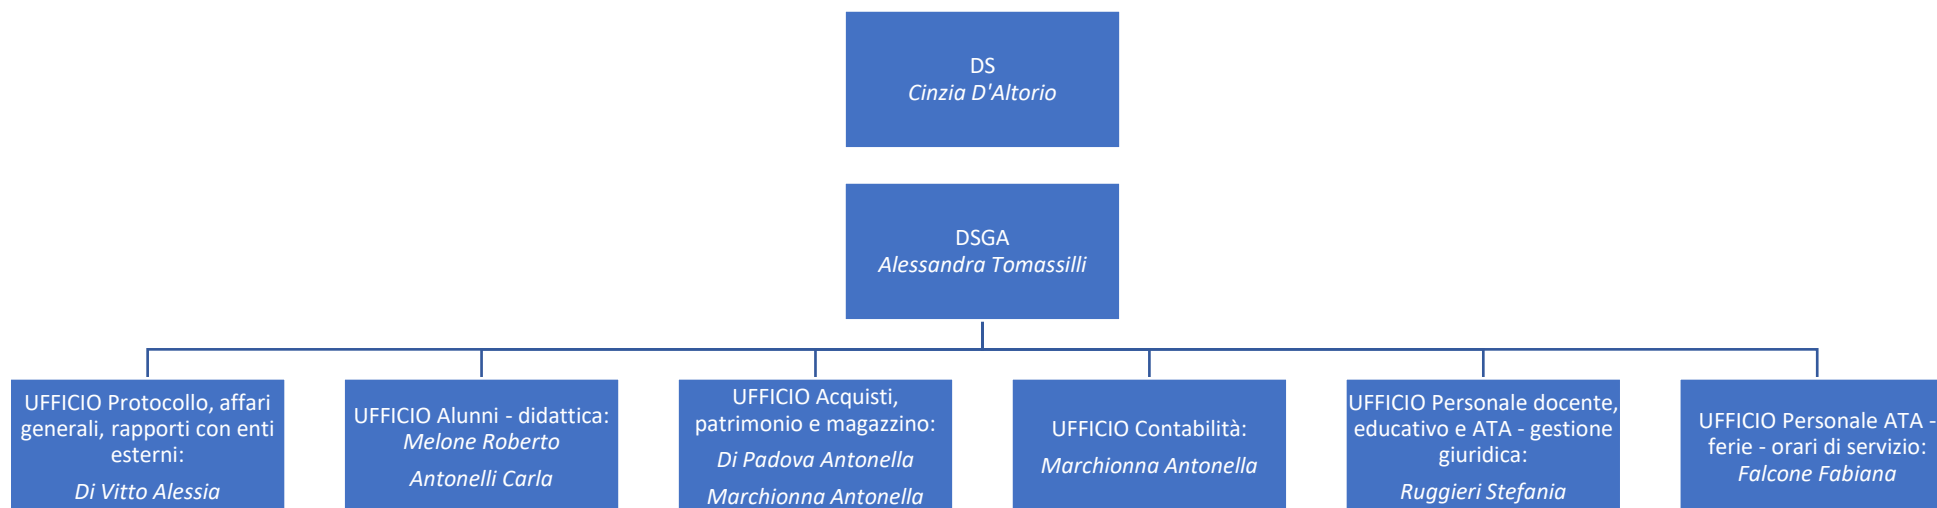 DS
Cinzia D'Altorio
DSGA
Alessandra Tomassilli
UFFICIO Protocollo, affari
generali, rapporti con enti
esterni:
Di Vitto Alessia
UFFICIO Alunni - didattica:
Melone Roberto
Antonelli Carla
UFFICIO Acquisti,
patrimonio e magazzino:
Di Padova Antonella
Marchionna Antonella
UFFICIO Contabilità:
Marchionna Antonella
UFFICIO Personale docente,
educativo e ATA - gestione
giuridica:
Ruggieri Stefania
UFFICIO Personale ATA -
ferie - orari di servizio:
Falcone Fabiana